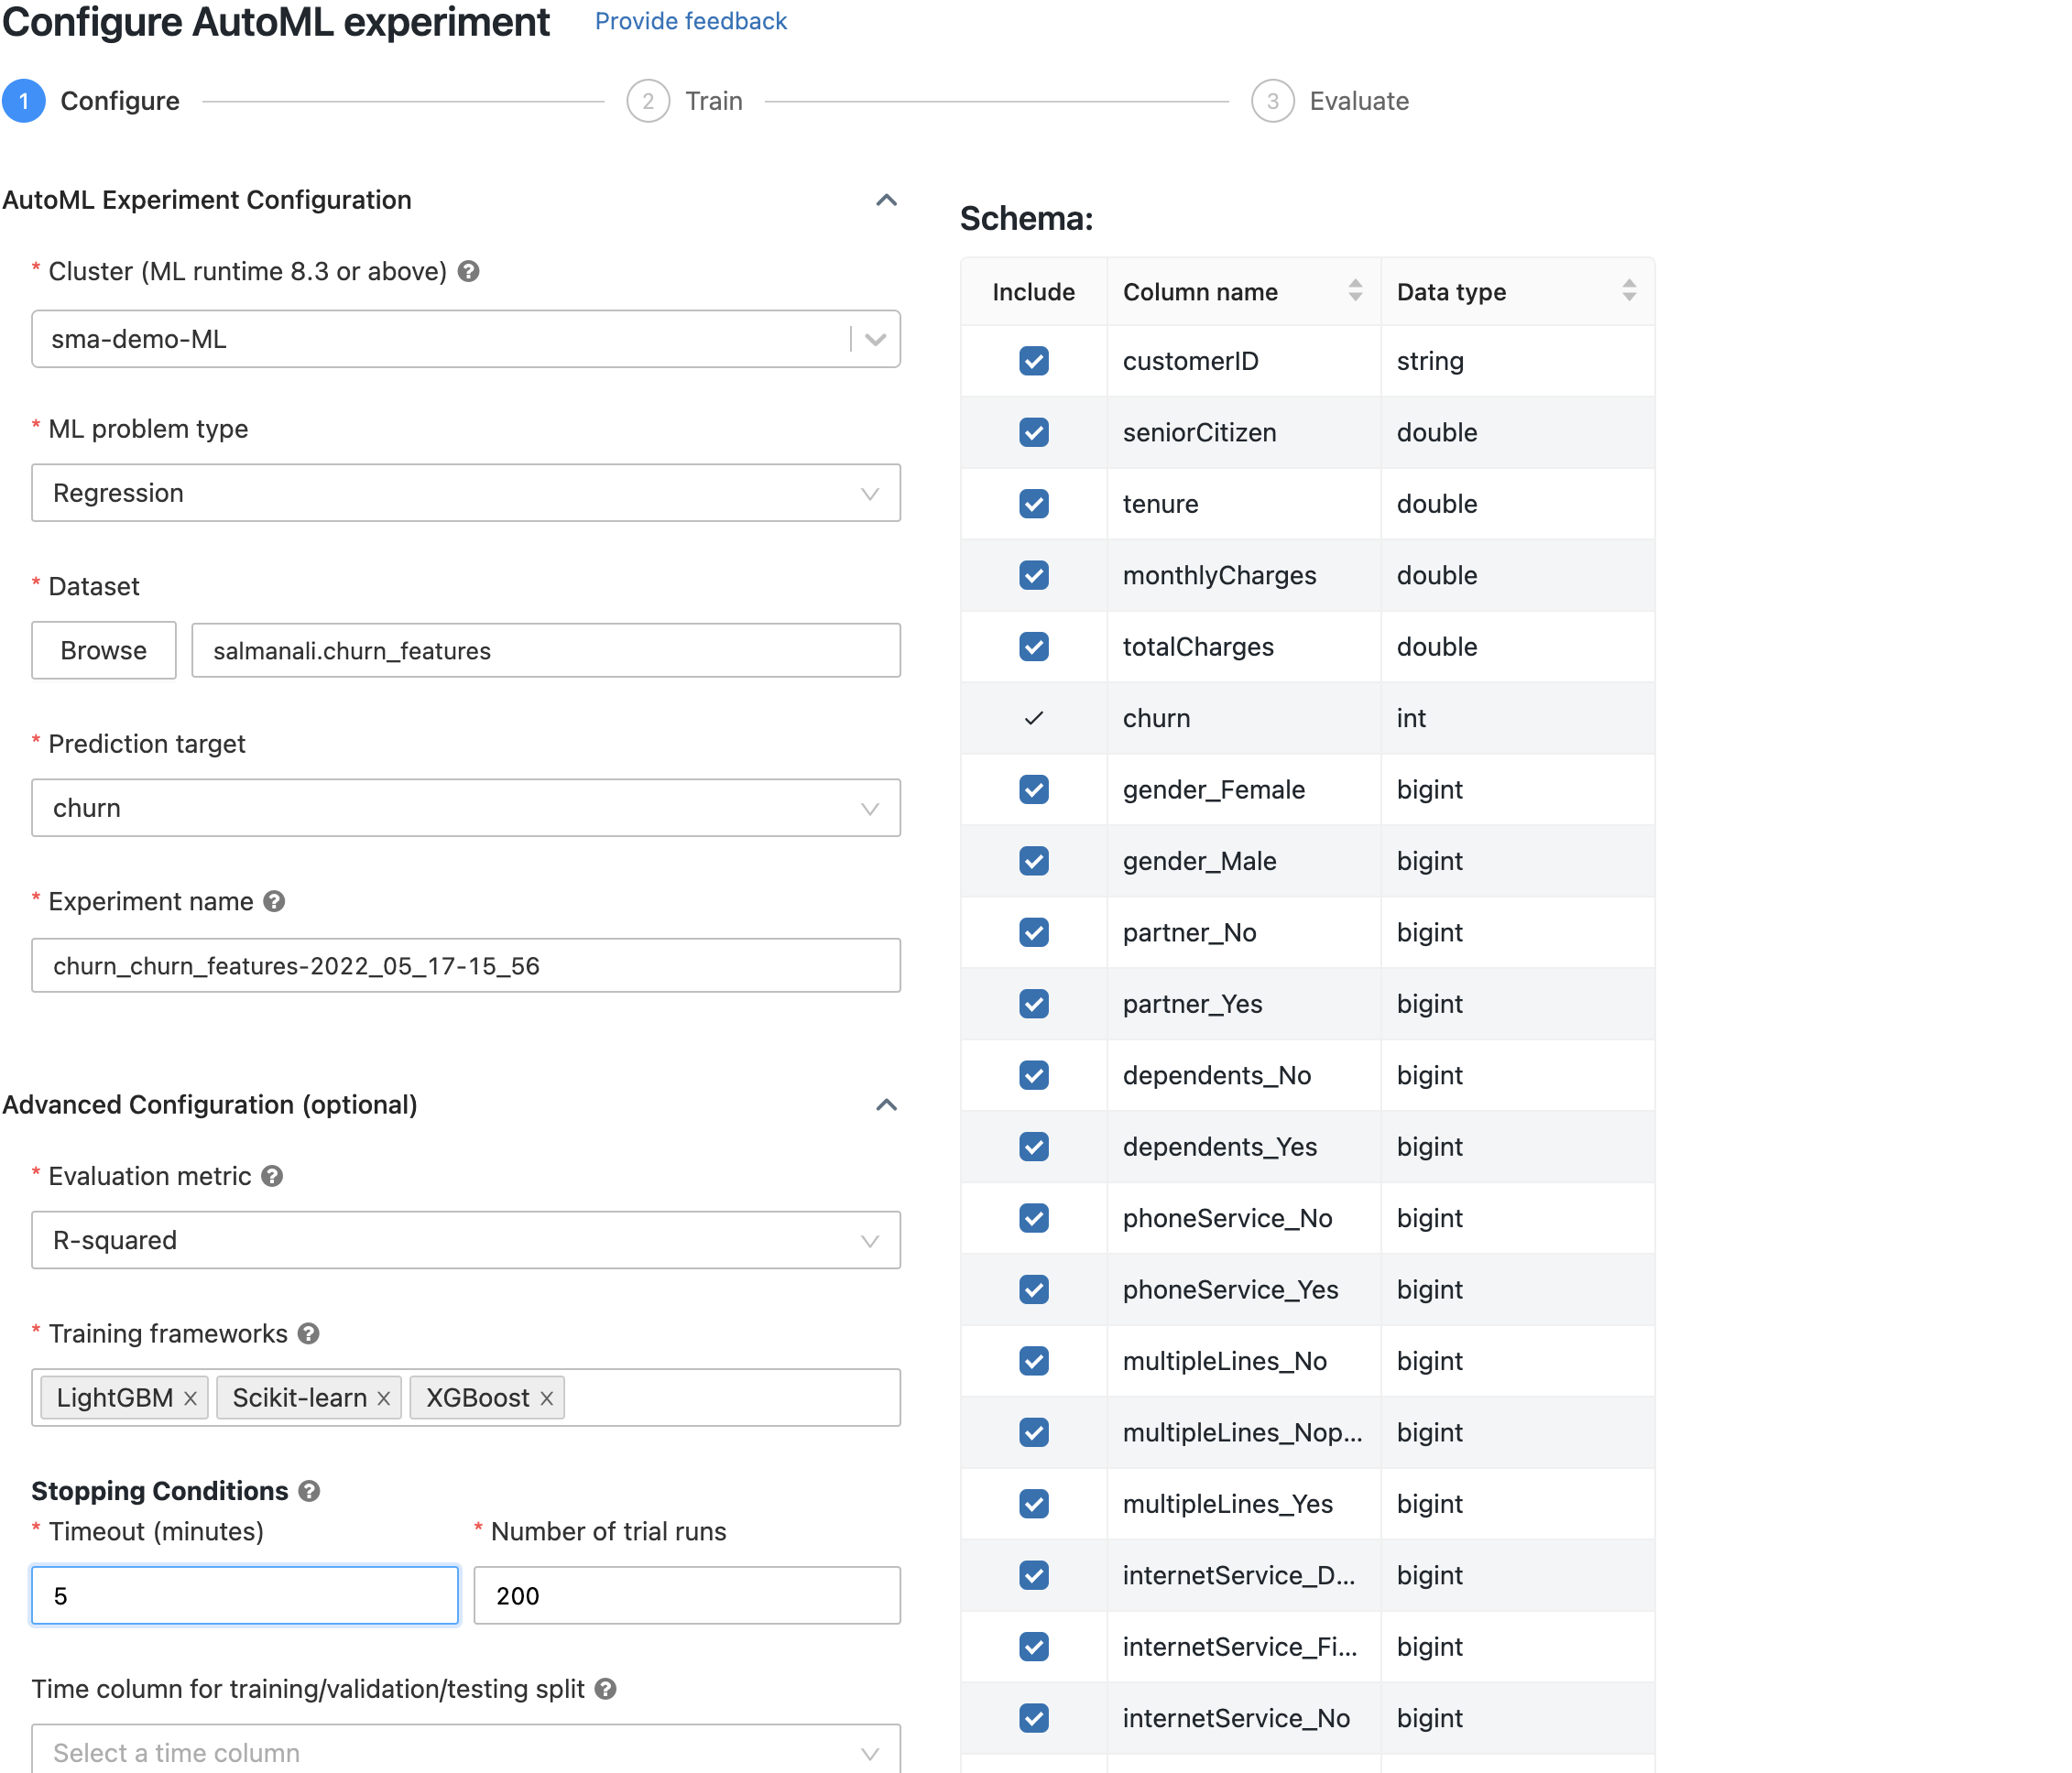 Configure AutoML experiment
Provide feedback
1 Configure
2 Train
3 Evaluate
AutoML Experiment Configuration
* Cluster (ML runtime 8.3 or above) ?
sma-demo-ML
* ML problem type
Regression
* Dataset
Browse
salmanali.churn_features
* Prediction target
churn
* Experiment name ?
churn_churn_features-2022_05_17-15_56
Advanced Configuration (optional)
* Evaluation metric ?
R-squared
* Training frameworks ?
LightGBM × Scikit-learn × XGBoost ×
Stopping Conditions ?
* Timeout (minutes)
5
* Number of trial runs
200
Time column for training/validation/testing split ?
Select a time column
Schema:
Include Column name Data type
customerID string
seniorCitizen double
tenure double
monthlyCharges double
totalCharges double
churn int
gender_Female bigint
gender_Male bigint
partner_No bigint
partner_Yes bigint
dependents_No bigint
dependents_Yes bigint
phoneService_No bigint
phoneService_Yes bigint
multipleLines_No bigint
multipleLines_Nop... bigint
multipleLines_Yes bigint
internetService_D... bigint
internetService_Fi... bigint
internetService_No bigint